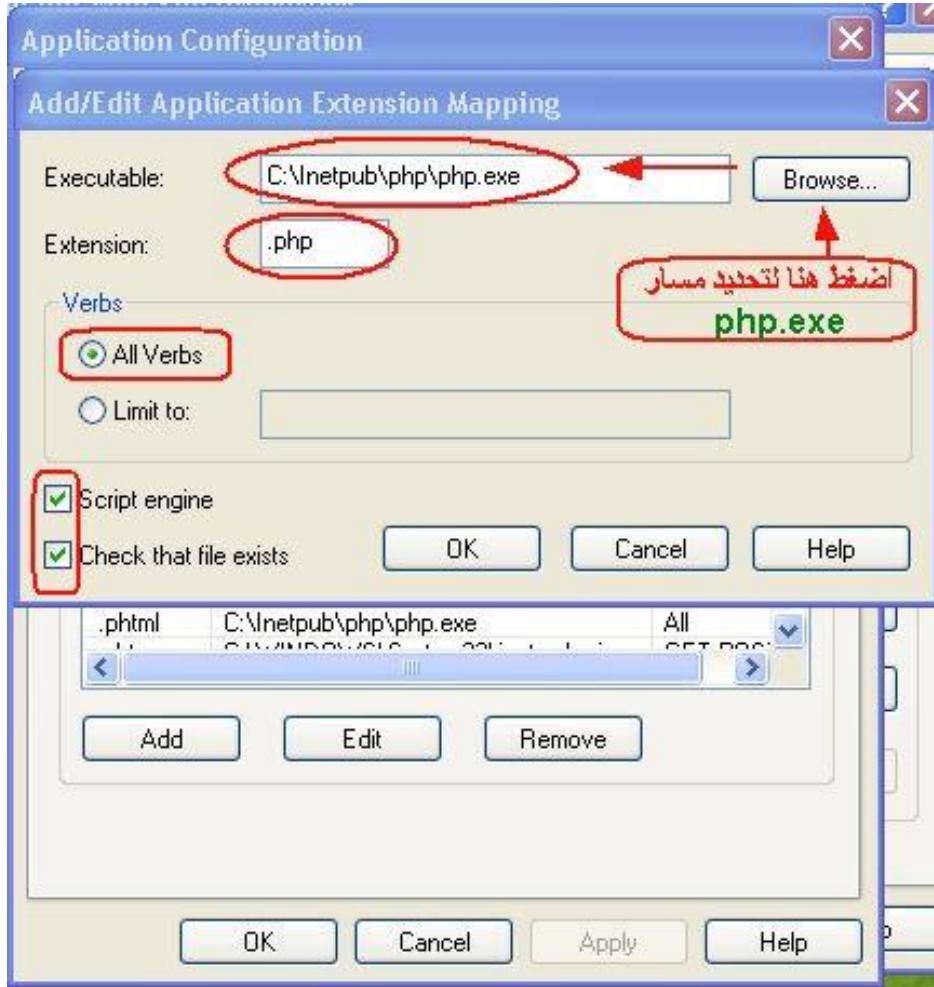 Application Configuration
Add/Edit Application Extension Mapping
Executable:
C:\Inetpub\php\php.exe
Browse...
Extension:
.php
اضغط هنا لتحديد مسار
php.exe
Verbs
All Verbs
Limit to:
Script engine
Check that file exists
OK
Cancel
Help
.phtml
C:\Inetpub\php\php.exe
All
Add
Edit
Remove
OK
Cancel
Apply
Help